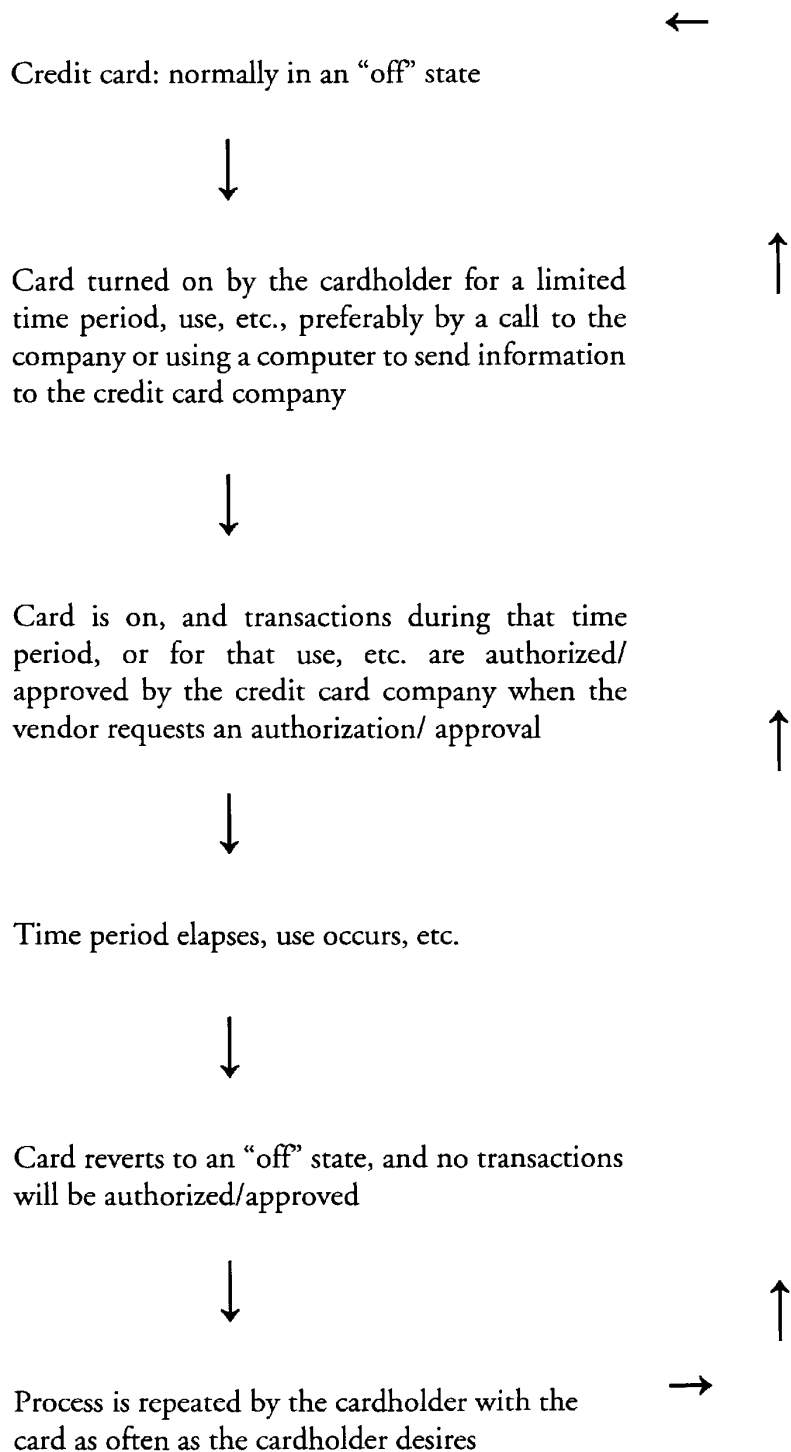 Credit card: normally in an “off” state
Card turned on by the cardholder for a limited
time period, use, etc., preferably by a call to the
company or using a computer to send information
to the credit card company
Card is on, and transactions during that time
period, or for that use, etc. are authorized/
approved by the credit card company when the
vendor requests an authorization/ approval
Time period elapses, use occurs, etc.
Card reverts to an “off” state, and no transactions
will be authorized/approved
Process is repeated by the cardholder with the
card as often as the cardholder desires